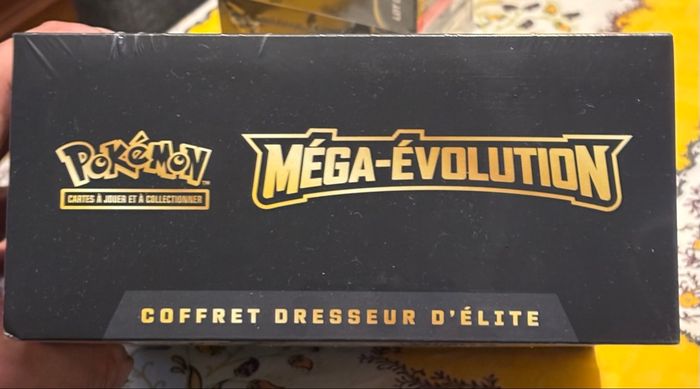 POKÉMON
CARTES À JOUER ET À COLLECTIONNER
MÉGA-ÉVOLUTION
COFFRET DRESSEUR D'ÉLITE